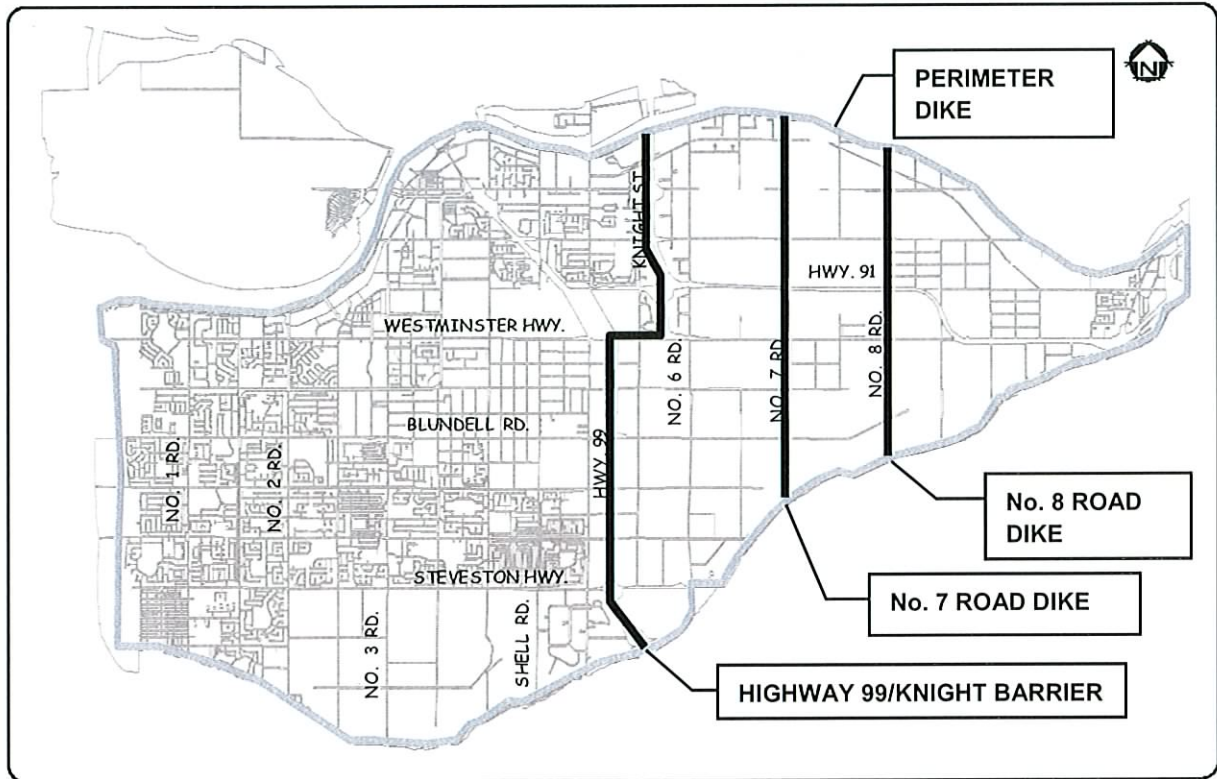 PERIMETER
DIKE
N
KNIGHT ST.
HWY. 91
WESTMINSTER HWY.
NO. 6 RD.
NO. 7 RD.
NO. 8 RD.
BLUNDELL RD.
HWY. 99
NO. 1 RD.
NO. 2 RD.
No. 8 ROAD
DIKE
STEVESTON HWY.
No. 7 ROAD DIKE
NO. 3 RD.
SHELL RD.
HIGHWAY 99/KNIGHT BARRIER